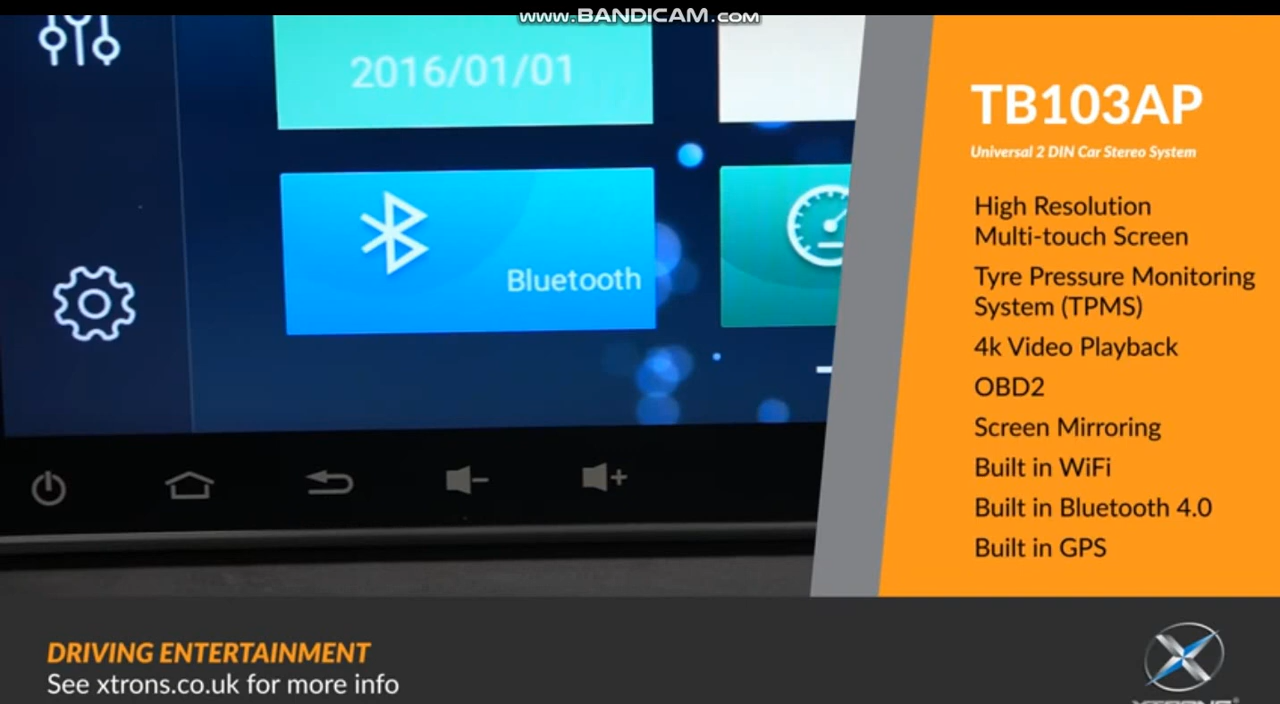 www.BANDICAM.com
2016/01/01
Bluetooth
TB103AP
Universal 2 DIN Car Stereo System
High Resolution
Multi-touch Screen
Tyre Pressure Monitoring
System (TPMS)
4k Video Playback
OBD2
Screen Mirroring
Built in WiFi
Built in Bluetooth 4.0
Built in GPS
DRIVING ENTERTAINMENT
See xtrons.co.uk for more info